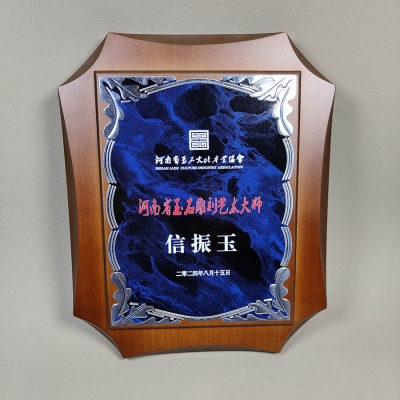 河南省玉石文化产业协会
HENAN JADE CULTURE INDUSTRY ASSOCIATION
河南省玉石雕刻艺术大师
信振玉
二零二四年八月十五日